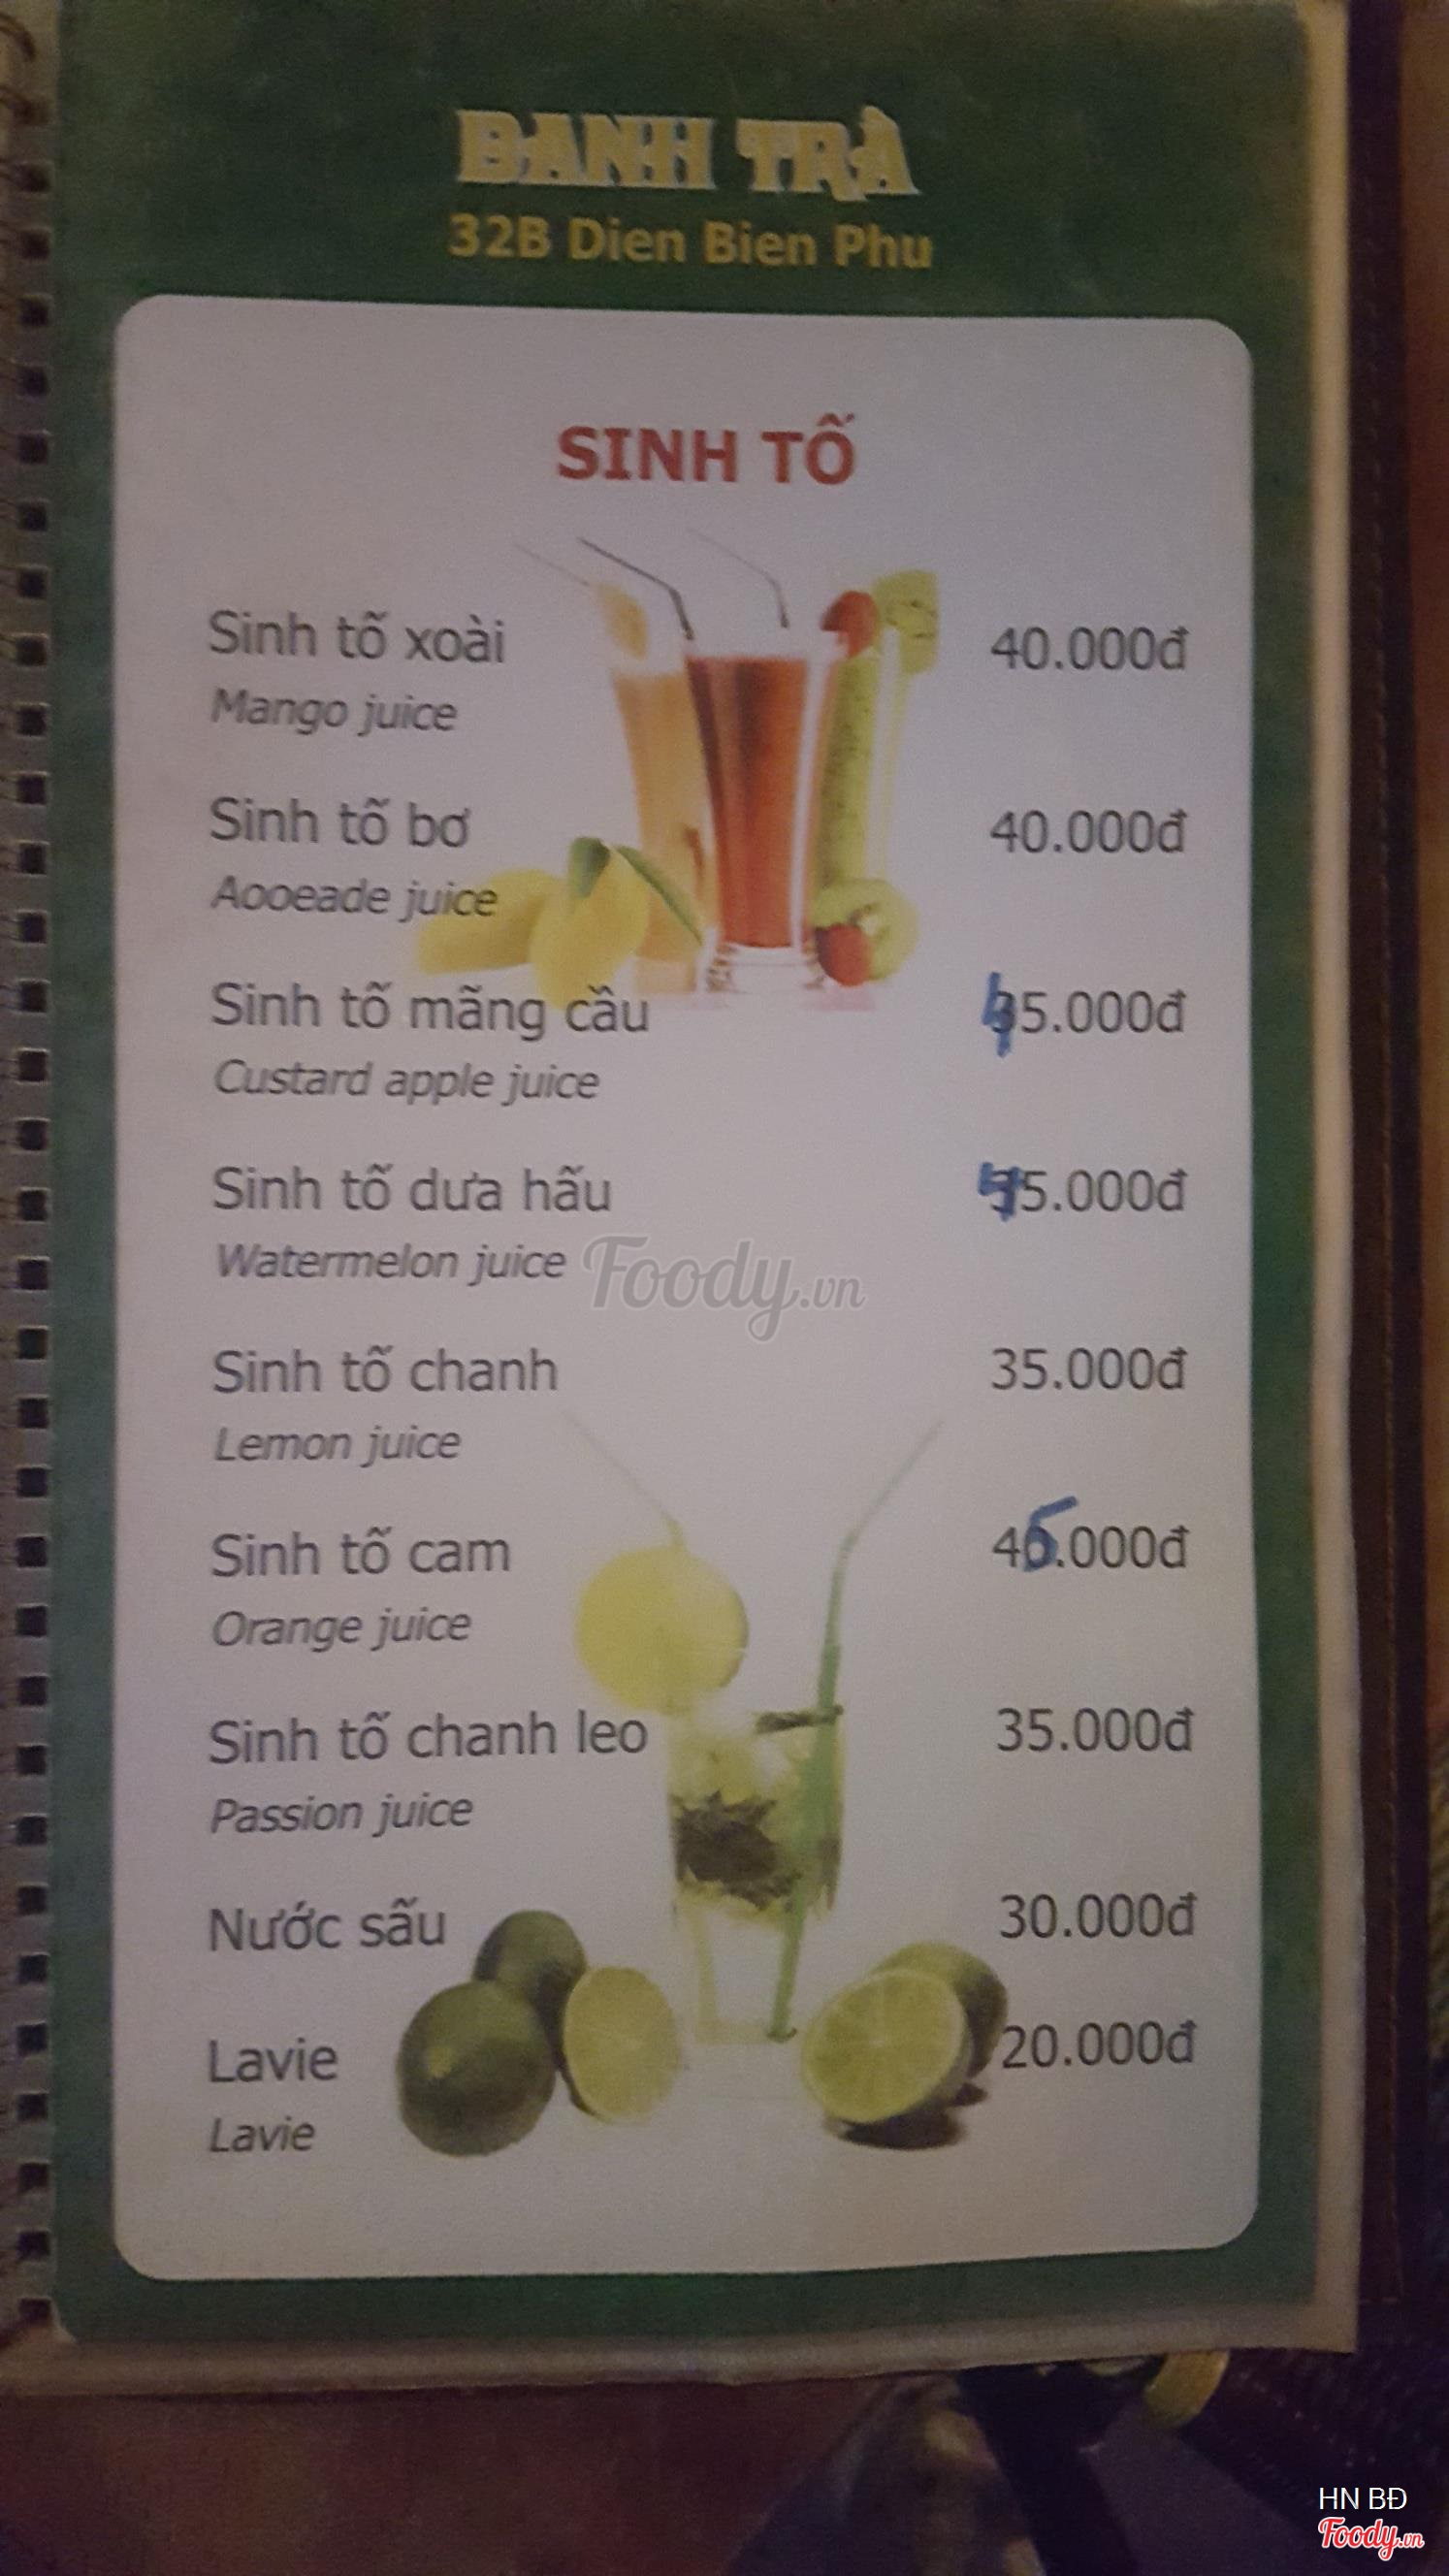 BANH TRÀ
32B Dien Bien Phu
SINH TỐ
Sinh tố xoài 40.000đ
Mango juice
Sinh tố bơ 40.000đ
Aooeade juice
Sinh tố mãng cầu 45.000đ
Custard apple juice
Sinh tố dưa hấu 45.000đ
Watermelon juice
Foody.vn
Sinh tố chanh 35.000đ
Lemon juice
Sinh tố cam 45.000đ
Orange juice
Sinh tố chanh leo 35.000đ
Passion juice
Nước sấu 30.000đ
Lavie 20.000đ
Lavie
HN BĐ
Foody.vn